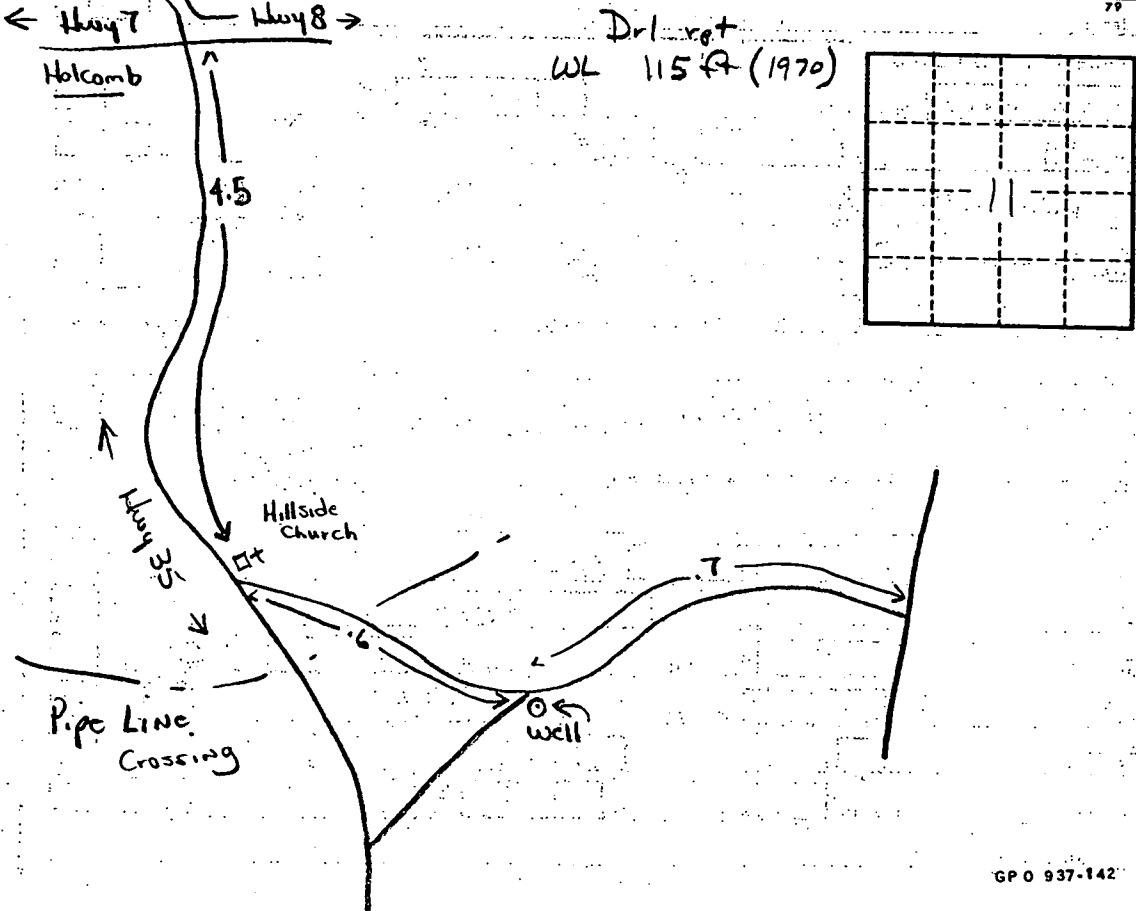 79
← Hwy 7 Hwy 8 →
Drl rpt
WL 115 ft (1970)
Holcomb
11
4.5
Hillside
Church
Hwy 35
.7
.6
Pipe Line
Crossing
Well
GPO 937-142